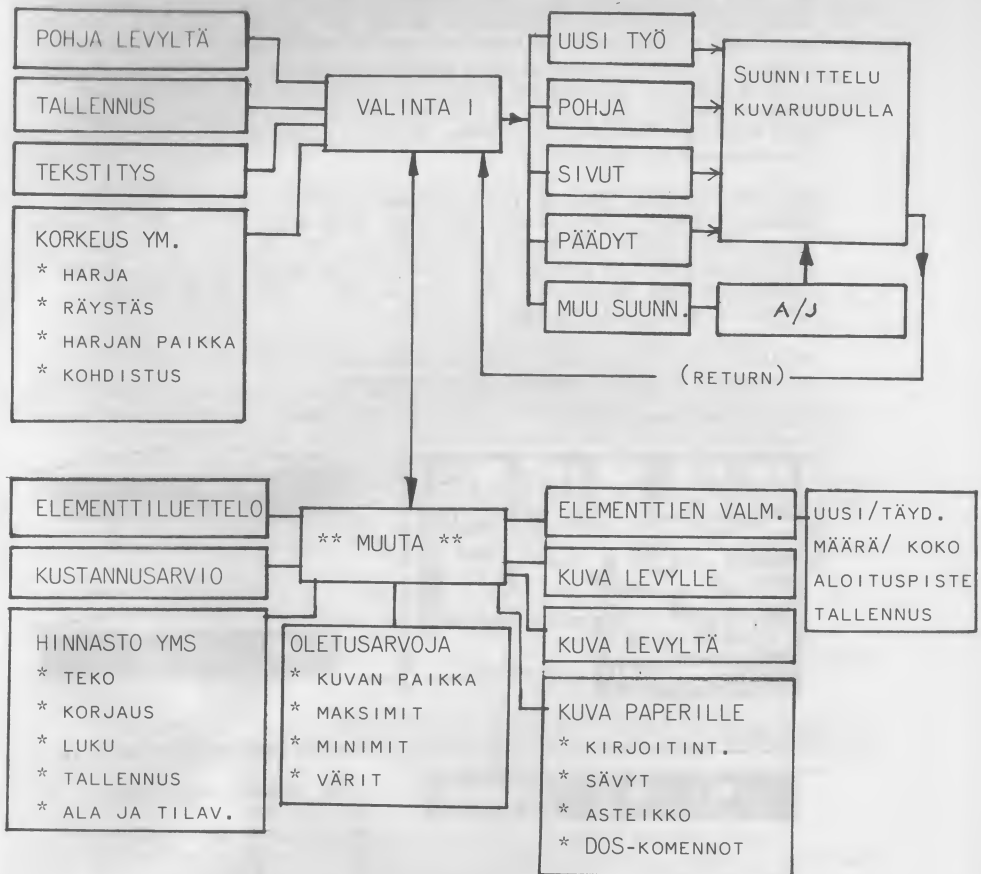 POHJA LEVYLTÄ
TALLENNUS
TEKSTITYS
KORKEUS YM.
* HARJA
* RÄYSTÄS
* HARJAN PAIKKA
* KOHDISTUS
VALINTA 1
UUSI TYÖ
POHJA
SIVUT
PÄÄDYT
MUU SUUNN.
SUUNNITTELU
KUVARUUDULLA
A/J
(RETURN)
ELEMENTTILUETTELO
KUSTANNUSARVIO
HINNASTO YMS
* TEKO
* KORJAUS
* LUKU
* TALLENNUS
* ALA JA TILAV.
** MUUTA **
OLETUSARVOJA
* KUVAN PAIKKA
* MAKSIMIT
* MINIMIT
* VÄRIT
ELEMENTTIEN VALM.
KUVA LEVYLLE
KUVA LEVYLTÄ
KUVA PAPERILLE
* KIRJOITINT.
* SÄVYT
* ASTEIKKO
* DOS-KOMENNOT
UUSI/TÄYD.
MÄÄRÄ/ KOKO
ALOITUSPISTE
TALLENNUS